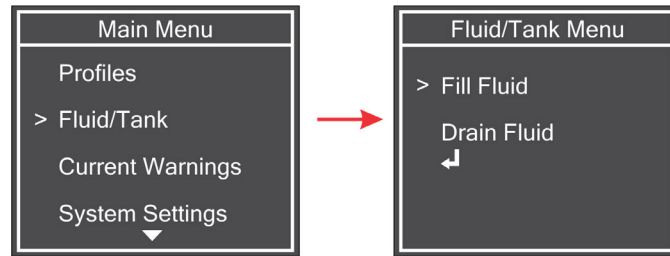 Main Menu
Profiles
> Fluid/Tank
Current Warnings
System Settings
Fluid/Tank Menu
> Fill Fluid
Drain Fluid